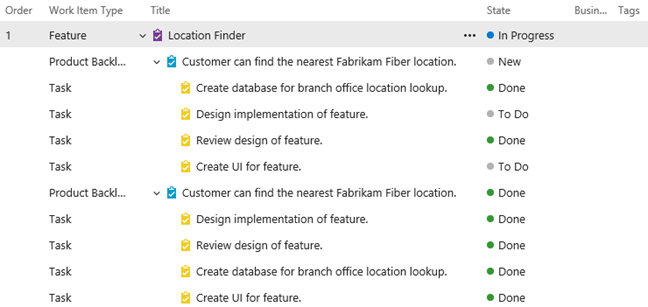 Order Work Item Type Title State Busin... Tags
1 Feature Location Finder ••• In Progress
Product Backl... Customer can find the nearest Fabrikam Fiber location. New
Task Create database for branch office location lookup. Done
Task Design implementation of feature. To Do
Task Review design of feature. Done
Task Create UI for feature. To Do
Product Backl... Customer can find the nearest Fabrikam Fiber location. Done
Task Design implementation of feature. Done
Task Review design of feature. Done
Task Create database for branch office location lookup. Done
Task Create UI for feature. Done